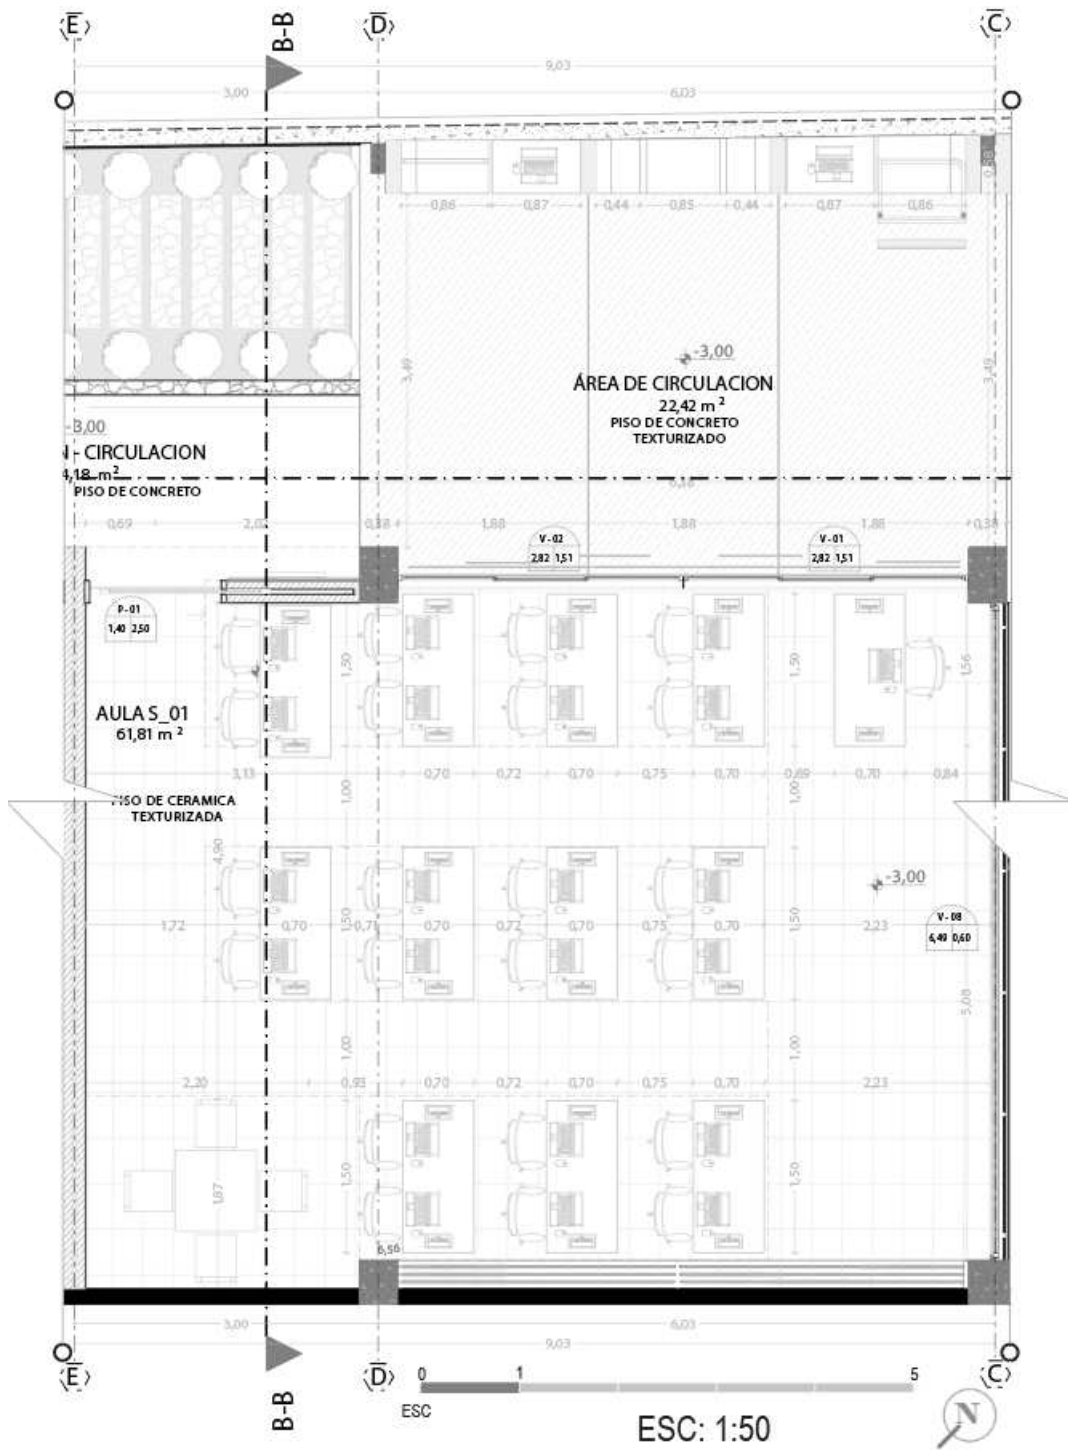 E
B-B
D
C
9,03
3,00
6,03
0,86
0,87
0,44
0,85
0,44
0,87
0,86
3,49
3,49
-3,00
ÁREA DE CIRCULACION
22,42 m²
PISO DE CONCRETO
TEXTURIZADO
-3,00
N - CIRCULACION
4,18 m²
PISO DE CONCRETO
0,69
0,38
1,88
1,88
1,88
0,38
V-02
2,82 1,51
V-01
2,82 1,51
P-01
1,40 2,50
1,50
1,50
1,56
AULA S_01
61,81 m²
3,13
0,70
0,72
0,70
0,75
0,70
0,69
0,70
0,84
1,00
1,00
PISO DE CERAMICA
TEXTURIZADA
4,90
-3,00
V-08
6,49 0,60
1,72
0,70
0,71
1,50
0,70
0,72
0,70
0,75
0,70
1,50
2,23
5,08
1,00
1,00
2,20
0,93
0,70
0,72
0,70
0,75
0,70
2,23
1,87
1,50
1,50
6,56
3,00
6,03
9,03
E
B-B
D
C
0 1 5
ESC
ESC: 1:50
N